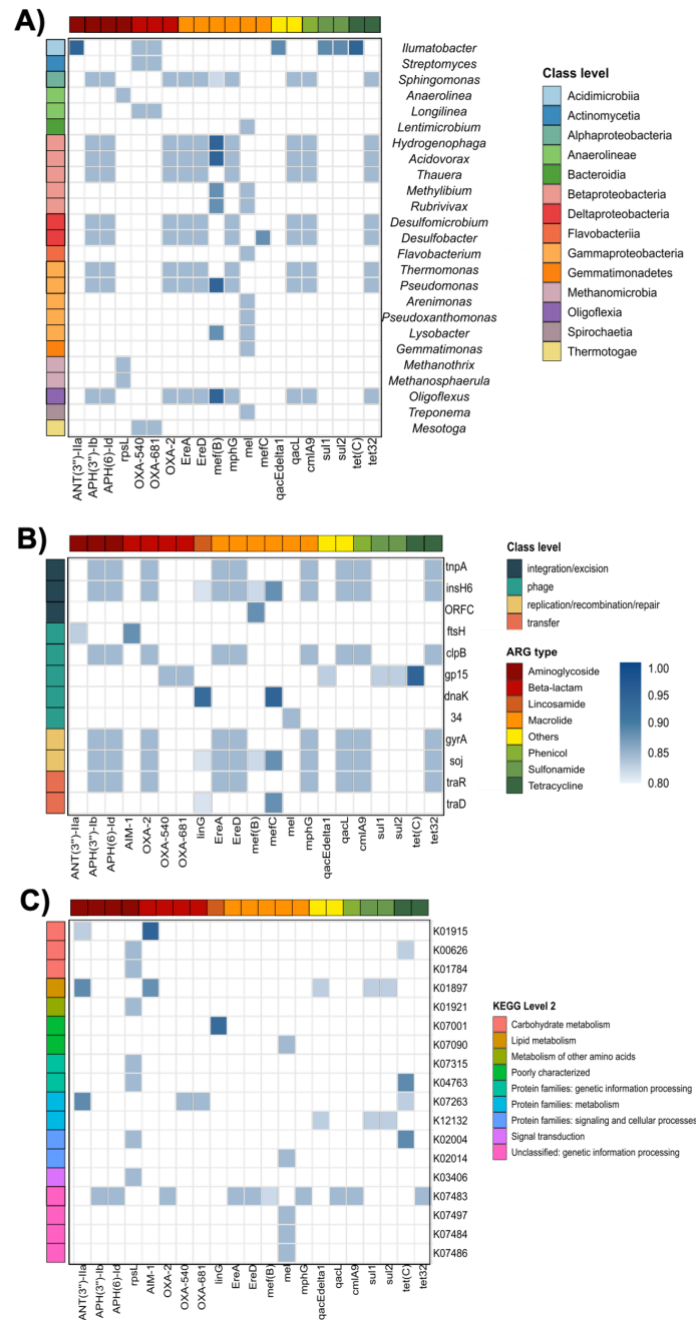 A)
Ilumatobacter
Streptomyces
Sphingomonas
Anaerolinea
Longilinea
Lentimicrobium
Hydrogenophaga
Acidovorax
Thauera
Methylibium
Rubrivivax
Desulfomicrobium
Desulfobacter
Flavobacterium
Thermomonas
Pseudomonas
Arenimonas
Pseudoxanthomonas
Lysobacter
Gemmatimonas
Methanothrix
Methanosphaerula
Oligoflexus
Treponema
Mesotoga
ANT(3'')-IIa
APH(3'')-Ib
APH(6)-Id
rpsL
OXA-540
OXA-681
OXA-2
EreA
EreD
mef(B)
mphG
mel
mefC
qacEdelta1
qacL
cmlA9
sul1
sul2
tet(C)
tet32
Class level
Acidimicrobiia
Actinomycetia
Alphaproteobacteria
Anaerolineae
Bacteroidia
Betaproteobacteria
Deltaproteobacteria
Flavobacteriia
Gammaproteobacteria
Gemmatimonadetes
Methanomicrobia
Oligoflexia
Spirochaetia
Thermotogae
B)
tnpA
insH6
ORFC
ftsH
clpB
gp15
dnaK
34
gyrA
soj
traR
traD
ANT(3'')-IIa
APH(3'')-Ib
APH(6)-Id
AIM-1
OXA-2
OXA-540
OXA-681
linG
EreA
EreD
mef(B)
mefC
mel
mphG
qacEdelta1
qacL
cmlA9
sul1
sul2
tet(C)
tet32
Class level
integration/excision
phage
replication/recombination/repair
transfer
ARG type
Aminoglycoside
Beta-lactam
Lincosamide
Macrolide
Others
Phenicol
Sulfonamide
Tetracycline
1.00
0.95
0.90
0.85
0.80
C)
K01915
K00626
K01784
K01897
K01921
K07001
K07090
K07315
K04763
K07263
K12132
K02004
K02014
K03406
K07483
K07497
K07484
K07486
ANT(3'')-IIa
APH(3'')-Ib
APH(6)-Id
rpsL
AIM-1
OXA-2
OXA-540
OXA-681
linG
EreA
EreD
mef(B)
mel
mphG
qacEdelta1
qacL
cmlA9
sul1
sul2
tet(C)
tet32
KEGG Level 2
Carbohydrate metabolism
Lipid metabolism
Metabolism of other amino acids
Poorly characterized
Protein families: genetic information processing
Protein families: metabolism
Protein families: signaling and cellular processes
Signal transduction
Unclassified: genetic information processing